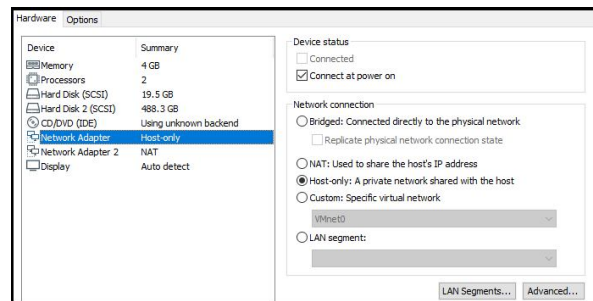 Hardware Options
Device Summary
Memory 4 GB
Processors 2
Hard Disk (SCSI) 19.5 GB
Hard Disk 2 (SCSI) 488.3 GB
CD/DVD (IDE) Using unknown backend
Network Adapter Host-only
Network Adapter 2 NAT
Display Auto detect
Device status
Connected
Connect at power on
Network connection
Bridged: Connected directly to the physical network
Replicate physical network connection state
NAT: Used to share the host's IP address
Host-only: A private network shared with the host
Custom: Specific virtual network
VMnet0
LAN segment:
LAN Segments... Advanced...